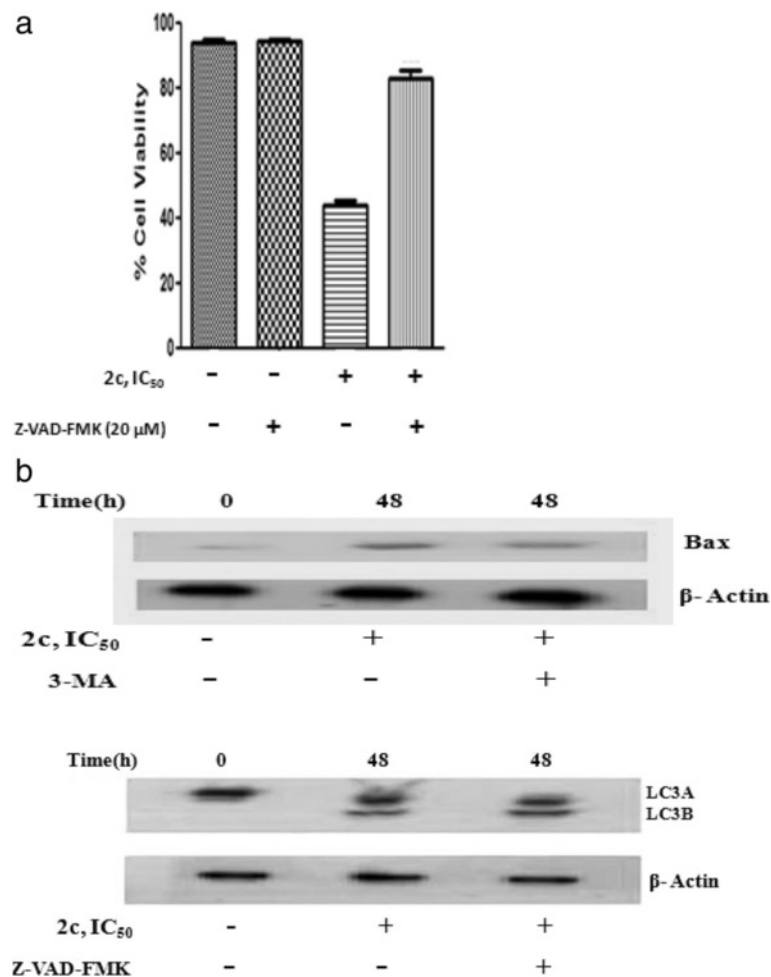 a
100
80
60
40
20
0
% Cell Viability
2c, IC₅₀ - - + +
Z-VAD-FMK (20 µM) - + - +
b
Time(h) 0 48 48
Bax
β- Actin
2c, IC₅₀ - + +
3-MA - - +
Time(h) 0 48 48
LC3A
LC3B
β- Actin
2c, IC₅₀ - + +
Z-VAD-FMK - - +